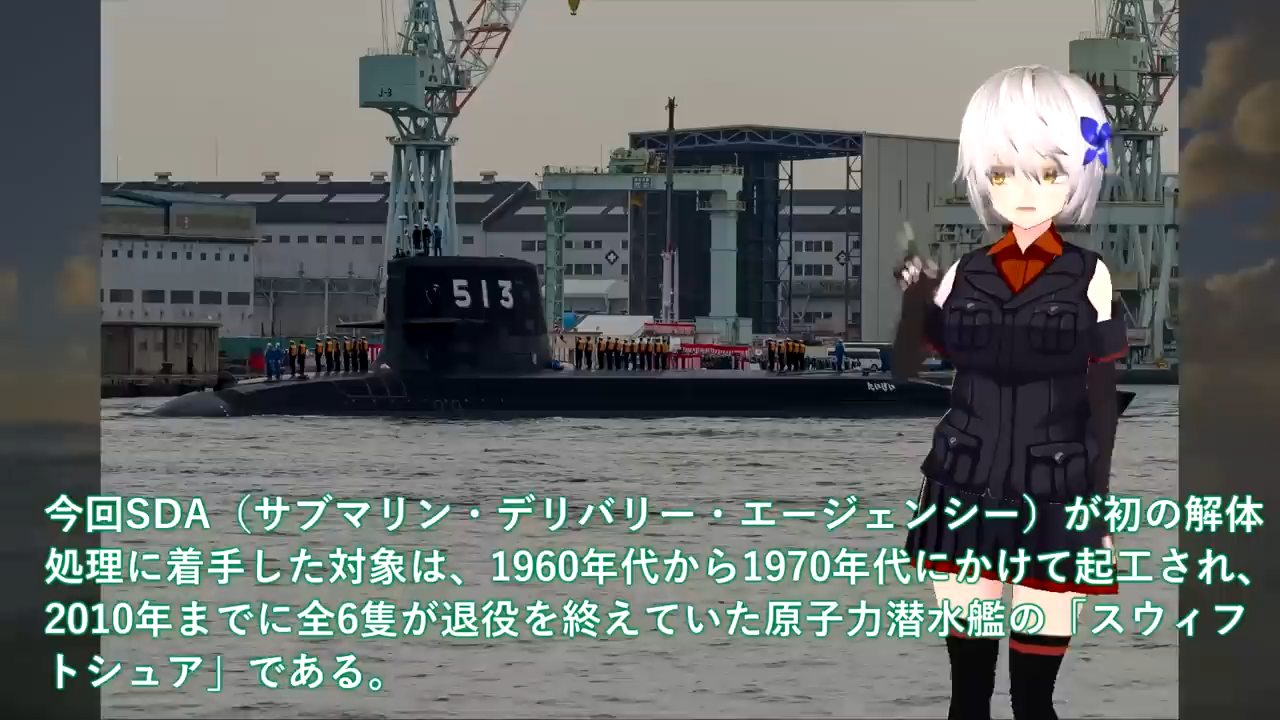 J-3
513
たいげい
今回SDA（サブマリン・デリバリー・エージェンシー）が初の解体
処理に着手した対象は、1960年代から1970年代にかけて起工され、
2010年までに全6隻が退役を終えていた原子力潜水艦の「スウィフ
トシュア」である。